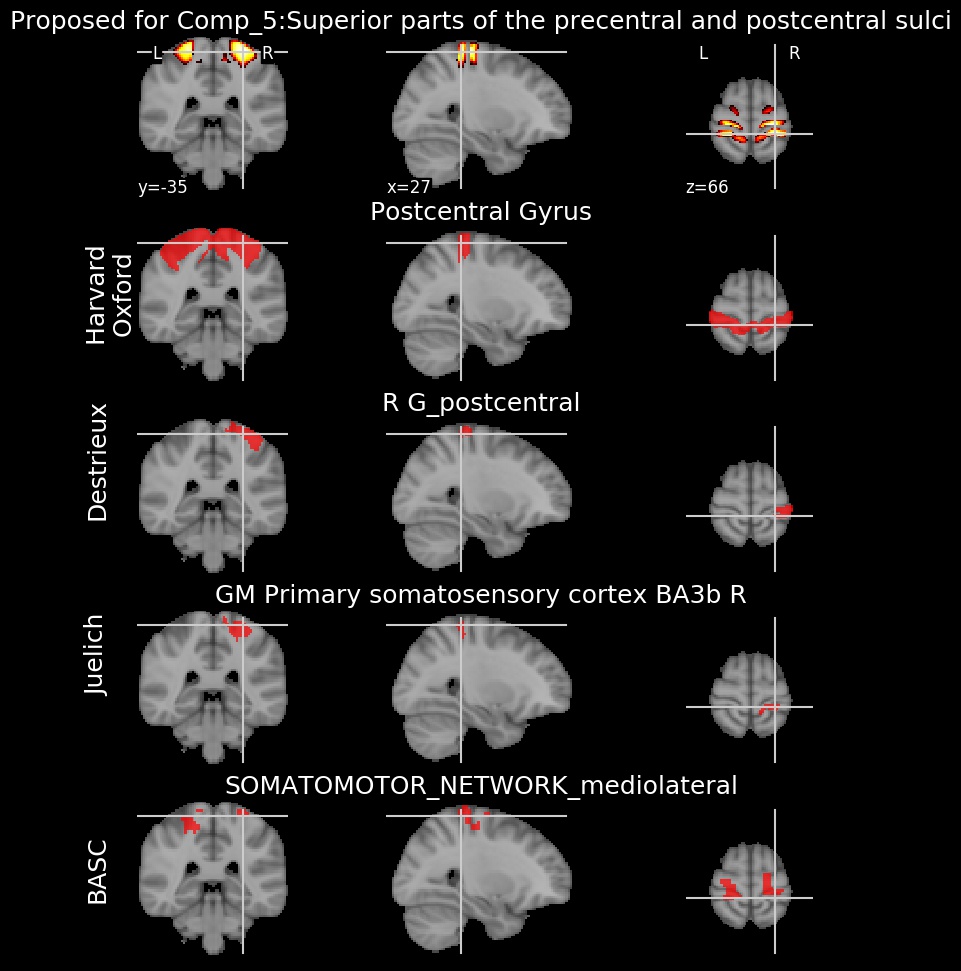 Proposed for Comp_5:Superior parts of the precentral and postcentral sulci
L R
L R
y=-35
x=27
z=66
Postcentral Gyrus
Harvard
Oxford
R G_postcentral
Destrieux
GM Primary somatosensory cortex BA3b R
Juelich
SOMATOMOTOR_NETWORK_mediolateral
BASC